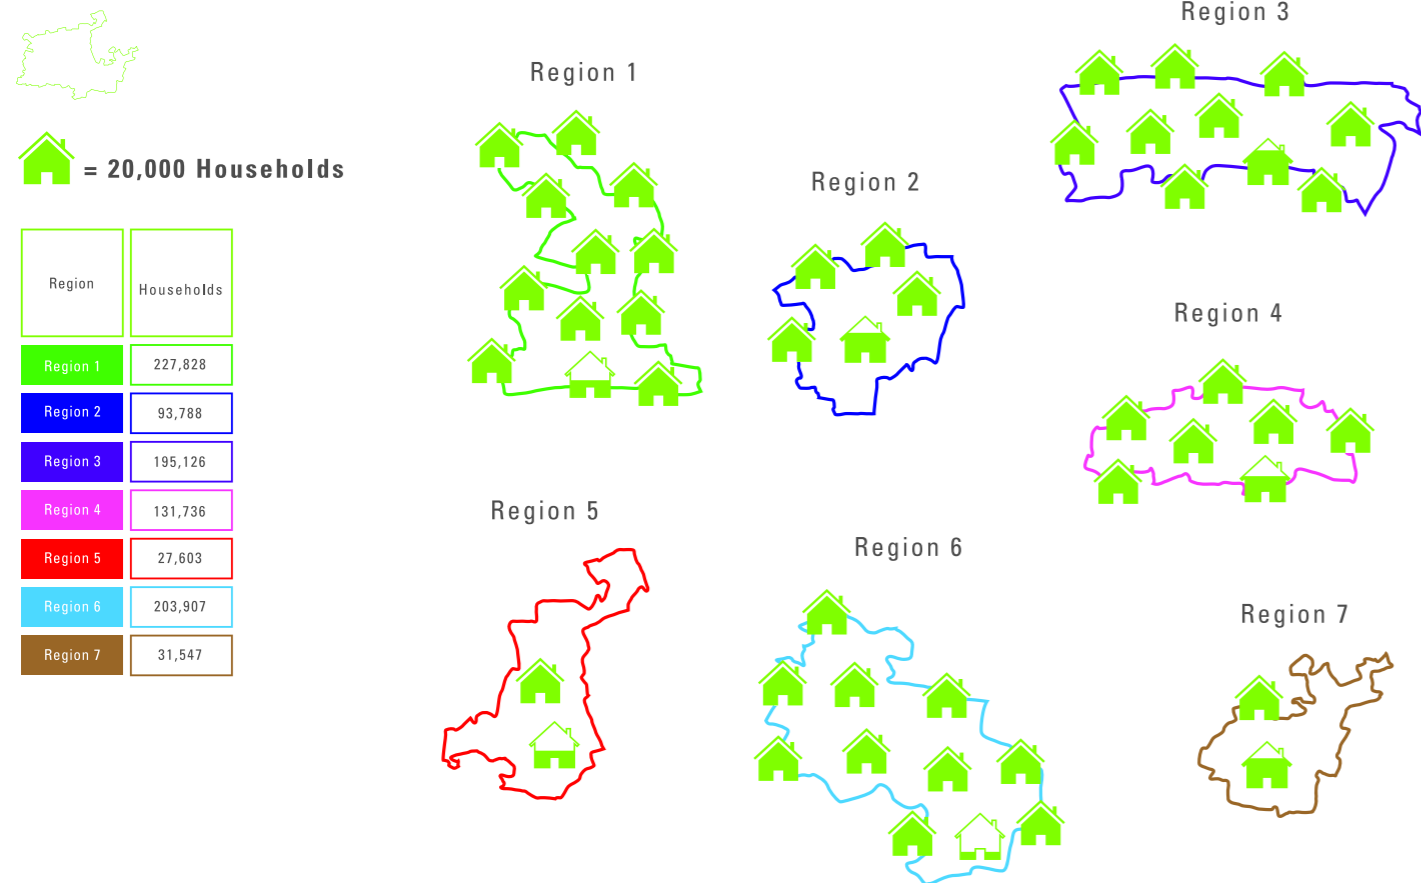 Region 3
Region 1
= 20,000 Households
Region 2
Region Households
Region 4
Region 1 227,828
Region 2 93,788
Region 3 195,126
Region 4 131,736
Region 5 27,603
Region 6 203,907
Region 7 31,547
Region 5
Region 6
Region 7